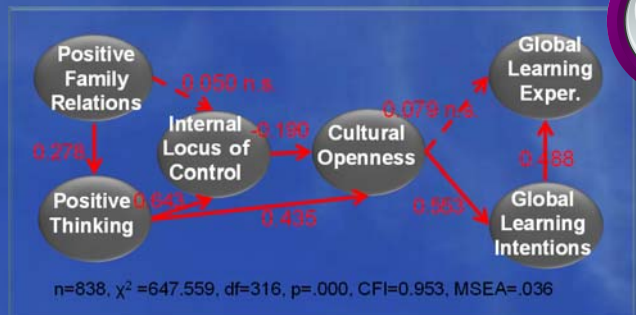 Positive
Family
Relations
0.050 n.s.
Global
Learning
Exper.
0.278
Internal
Locus of
Control
-0.190
Cultural
Openness
0.079 n.s.
0.488
Positive
Thinking
0.643
0.435
0.553
Global
Learning
Intentions
n=838, χ² =647.559, df=316, p=.000, CFI=0.953, MSEA=.036